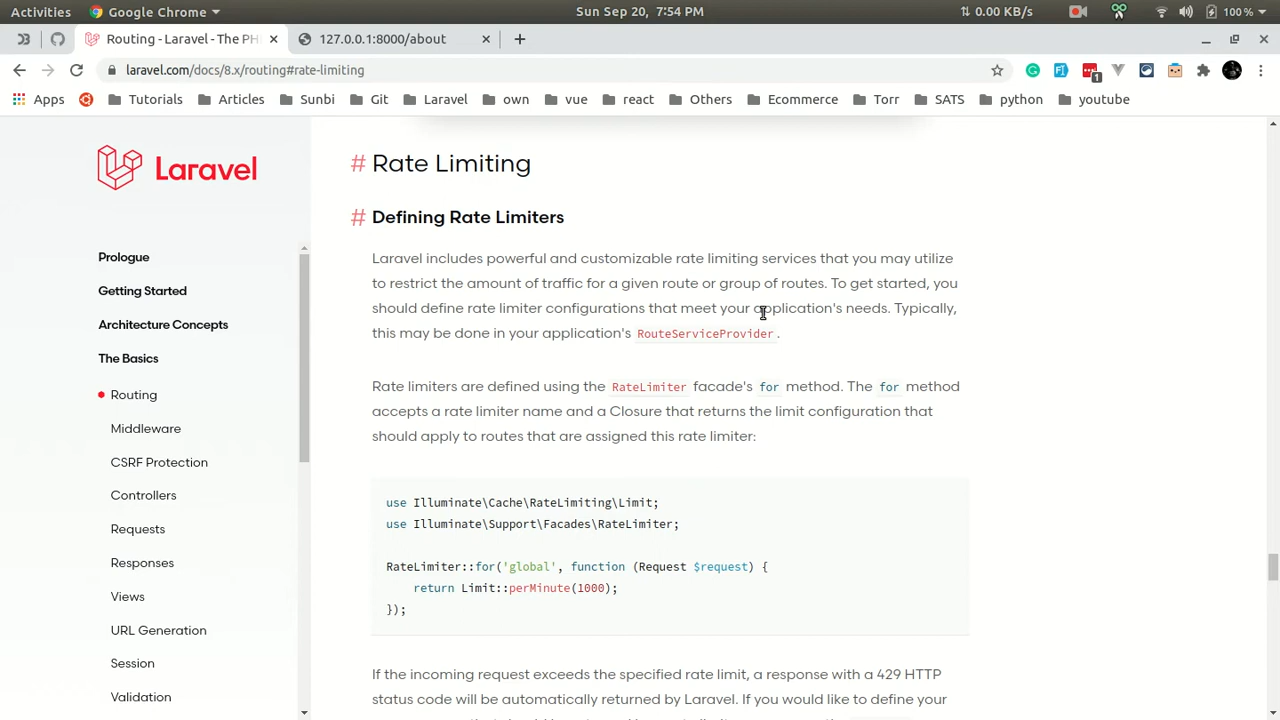 Activities
Google Chrome
Sun Sep 20, 7:54 PM
0.00 KB/s
100%
Routing - Laravel - The PH
127.0.0.1:8000/about
laravel.com/docs/8.x/routing#rate-limiting
1
Apps
Tutorials
Articles
Sunbi
Git
Laravel
own
vue
react
Others
Ecommerce
Torr
SATS
python
youtube
Laravel
Prologue
Getting Started
Architecture Concepts
The Basics
Routing
Middleware
CSRF Protection
Controllers
Requests
Responses
Views
URL Generation
Session
Validation
# Rate Limiting
# Defining Rate Limiters
Laravel includes powerful and customizable rate limiting services that you may utilize
to restrict the amount of traffic for a given route or group of routes. To get started, you
should define rate limiter configurations that meet your application's needs. Typically,
this may be done in your application's RouteServiceProvider.
Rate limiters are defined using the RateLimiter facade's for method. The for method
accepts a rate limiter name and a Closure that returns the limit configuration that
should apply to routes that are assigned this rate limiter:
use Illuminate\Cache\RateLimiting\Limit;
use Illuminate\Support\Facades\RateLimiter;
RateLimiter::for('global', function (Request $request) {
return Limit::perMinute(1000);
});
If the incoming request exceeds the specified rate limit, a response with a 429 HTTP
status code will be automatically returned by Laravel. If you would like to define your